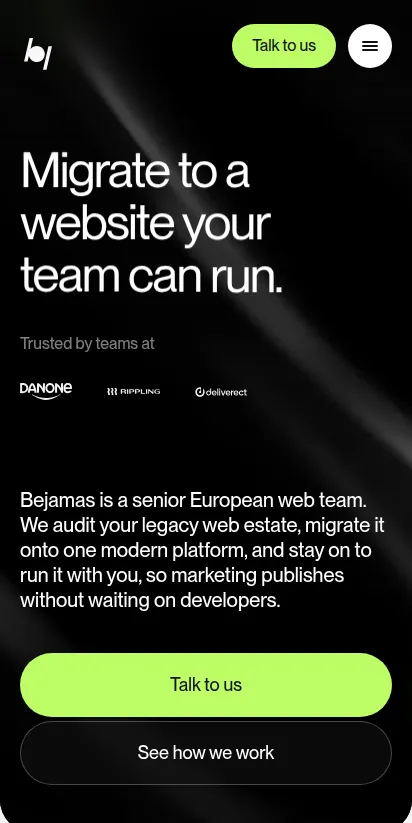 Talk to us
Migrate to a
website your
team can run.
Trusted by teams at
DANONE RIPPLING deliverect
Bejamas is a senior European web team.
We audit your legacy web estate, migrate it
onto one modern platform, and stay on to
run it with you, so marketing publishes
without waiting on developers.
Talk to us
See how we work